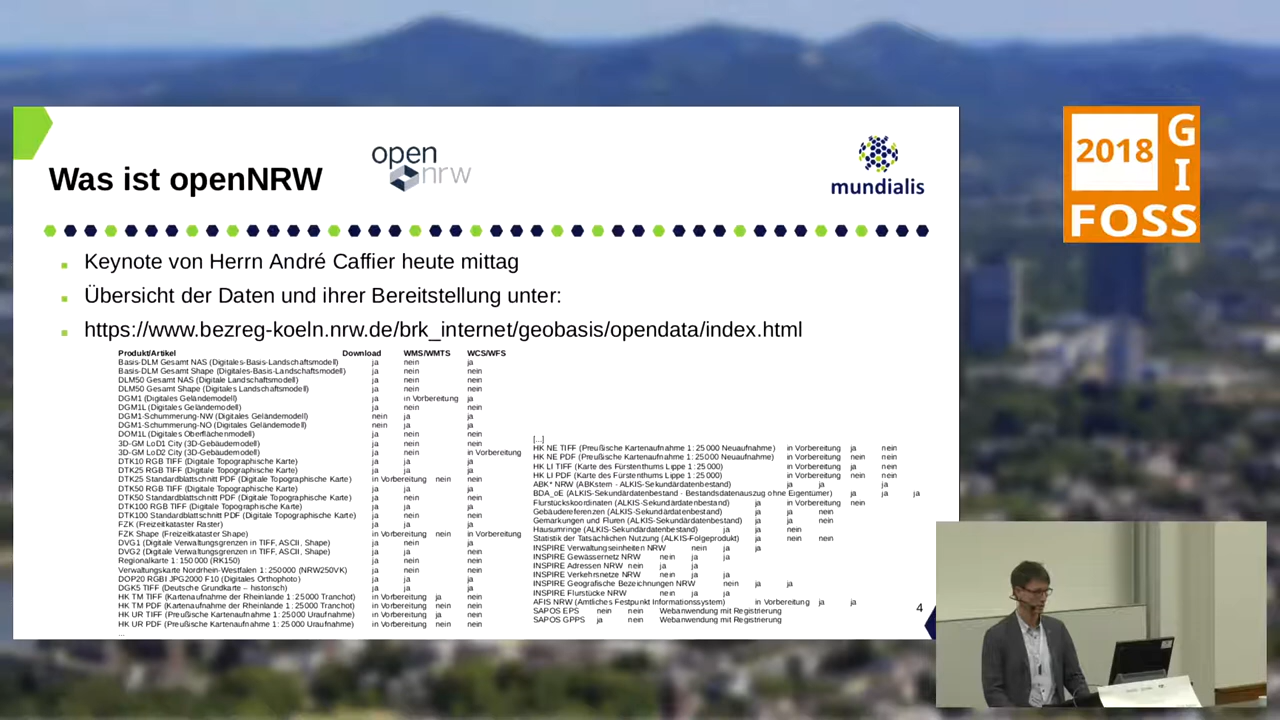 Was ist openNRW
open
nrw
mundialis
2018
G
I
FOSS
Keynote von Herrn André Caffier heute mittag
Übersicht der Daten und ihrer Bereitstellung unter:
https://www.bezreg-koeln.nrw.de/brk_internet/geobasis/opendata/index.html
Produkt/Artikel Download WMS/WMTS WCS/WFS
Basis-DLM Gesamt NAS (Digitales-Basis-Landschaftsmodell) ja nein ja
Basis-DLM Gesamt Shape (Digitales-Basis-Landschaftsmodell) ja nein nein
DLM50 Gesamt NAS (Digitale Landschaftsmodell) ja nein nein
DLM50 Gesamt Shape (Digitale Landschaftsmodell) ja nein nein
DGM1 (Digitales Geländemodell) ja in Vorbereitung ja
DGM1L (Digitales Geländemodell) ja nein nein
DGM1-Schummerung-NW (Digitales Geländemodell) nein ja ja
DGM1-Schummerung-NO (Digitales Geländemodell) nein ja ja
DOM1L (Digitales Oberflächenmodell) ja nein nein
3D-GM LoD1 City (3D-Gebäudemodell) ja nein nein
3D-GM LoD2 City (3D-Gebäudemodell) ja nein in Vorbereitung
DTK10 RGB TIFF (Digitale Topographische Karte) ja ja nein
DTK25 RGB TIFF (Digitale Topographische Karte) ja ja ja
DTK25 Standardblattschnitt PDF (Digitale Topographische Karte) in Vorbereitung nein nein
DTK50 RGB TIFF (Digitale Topographische Karte) ja ja ja
DTK50 Standardblattschnitt PDF (Digitale Topographische Karte) ja nein nein
DTK100 RGB TIFF (Digitale Topographische Karte) ja ja ja
DTK100 Standardblattschnitt PDF (Digitale Topographische Karte) ja nein nein
FZK (Freizeitkataster Raster) ja ja ja
FZK Shape (Freizeitkataster Shape) in Vorbereitung nein in Vorbereitung
DVG1 (Digitale Verwaltungsgrenzen in TIFF, ASCII, Shape) ja ja ja
DVG2 (Digitale Verwaltungsgrenzen in TIFF, ASCII, Shape) ja ja nein
Regionalkarte 1: 150 000 (RK150) ja nein nein
Verwaltungskarte Nordrhein-Westfalen 1: 250 000 (NRW250VK) ja nein nein
DOP20 RGBI JPG2000 F10 (Digitales Orthophoto) ja ja ja
DGK5 TIFF (Deutsche Grundkarte – historisch) ja ja nein
HK TM TIFF (Kartenaufnahme der Rheinlande 1: 25 000 Tranchot) in Vorbereitung ja nein
HK TM PDF (Kartenaufnahme der Rheinlande 1: 25 000 Tranchot) in Vorbereitung nein nein
HK UR TIFF (Preußische Kartenaufnahme 1: 25 000 Uraufnahme) in Vorbereitung ja nein
HK UR PDF (Preußische Kartenaufnahme 1: 25 000 Uraufnahme) in Vorbereitung nein nein
...
[...]
HK NE TIFF (Preußische Kartenaufnahme 1: 25 000 Neuaufnahme) in Vorbereitung ja nein
HK NE PDF (Preußische Kartenaufnahme 1: 25 000 Neuaufnahme) in Vorbereitung nein nein
HK LI TIFF (Karte des Fürstenthums Lippe 1: 25 000) in Vorbereitung ja nein
HK LI PDF (Karte des Fürstenthums Lippe 1: 25 000) in Vorbereitung nein nein
ABK* NRW (ABKstern - ALKIS-Sekundärdatenbestand) ja ja ja
BDA_oE (ALKIS-Sekundärdatenbestand - Bestandsdatenauszug ohne Eigentümer) ja ja ja
Flurstückskoordinaten (ALKIS-Sekundärdatenbestand) ja in Vorbereitung nein
Gebäudereferenzen (ALKIS-Sekundärdatenbestand) ja ja nein
Gemarkungen und Fluren (ALKIS-Sekundärdatenbestand) ja ja nein
Hausumringe (ALKIS-Sekundärdatenbestand) ja ja nein
Statistik der Tatsächlichen Nutzung (ALKIS-Folgeprodukt) ja nein nein
INSPIRE Verwaltungseinheiten NRW nein ja ja
INSPIRE Gewässernetz NRW nein ja ja
INSPIRE Adressen NRW nein ja ja
INSPIRE Verkehrsnetze NRW nein ja ja
INSPIRE Geografische Bezeichnungen NRW nein ja ja
INSPIRE Flurstücke NRW nein ja ja
AFIS NRW (Amtliches Festpunkt Informationssystem) in Vorbereitung ja ja
SAPOS EPS nein nein Webanwendung mit Registrierung
SAPOS GPPS ja nein Webanwendung mit Registrierung
4